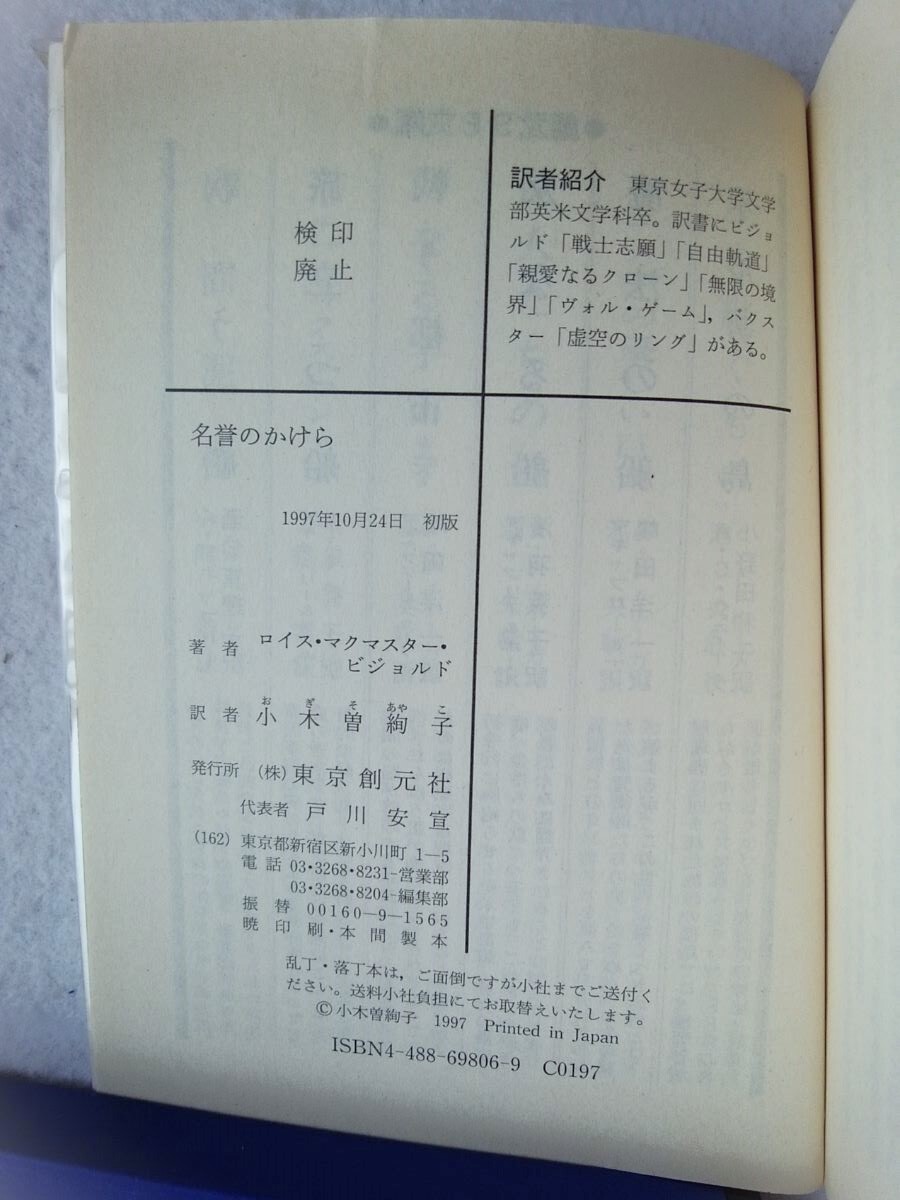 訳者紹介 東京女子大学文学
部英米文学科卒。訳書にビジョ
ルド「戦士志願」「自由軌道」
「親愛なるクローン」「無限の境
界」「ヴォル・ゲーム」，バクス
ター「虚空のリング」がある。
検印
廃止
名誉のかけら
1997年10月24日 初版
著者 ロイス・マクマスター・
ビジョルド
お ぎ そ あや こ
訳者 小木曽絢子
発行所 (株)東京創元社
代表者 戸川安宣
(162) 東京都新宿区新小川町 1—5
電話 03・3268・8231-営業部
03・3268・8204-編集部
振替 00160—9—1565
暁印刷・本間製本
乱丁・落丁本は，ご面倒ですが小社までご送付く
ださい。送料小社負担にてお取替えいたします。
©小木曽絢子 1997 Printed in Japan
ISBN4-488-69806-9 C0197